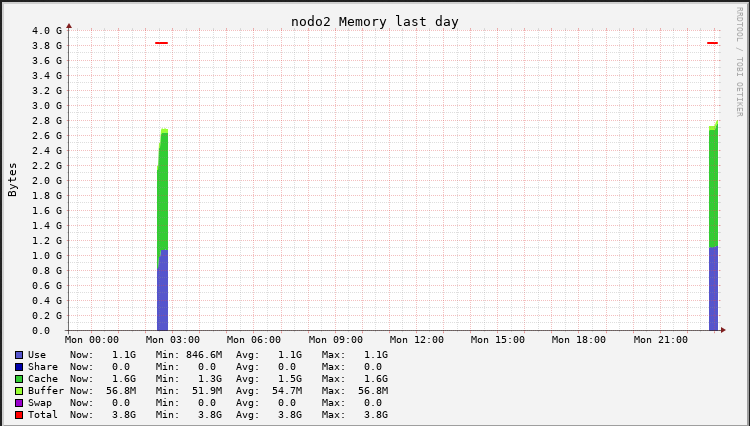 nodo2 Memory last day
RRDTOOL / TOBI OETIKER
Bytes
4.0 G
3.8 G
3.6 G
3.4 G
3.2 G
3.0 G
2.8 G
2.6 G
2.4 G
2.2 G
2.0 G
1.8 G
1.6 G
1.4 G
1.2 G
1.0 G
0.8 G
0.6 G
0.4 G
0.2 G
0.0
Mon 00:00 Mon 03:00 Mon 06:00 Mon 09:00 Mon 12:00 Mon 15:00 Mon 18:00 Mon 21:00
Use Now: 1.1G Min: 846.6M Avg: 1.1G Max: 1.1G
Share Now: 0.0 Min: 0.0 Avg: 0.0 Max: 0.0
Cache Now: 1.6G Min: 1.3G Avg: 1.5G Max: 1.6G
Buffer Now: 56.8M Min: 51.9M Avg: 54.7M Max: 56.8M
Swap Now: 0.0 Min: 0.0 Avg: 0.0 Max: 0.0
Total Now: 3.8G Min: 3.8G Avg: 3.8G Max: 3.8G